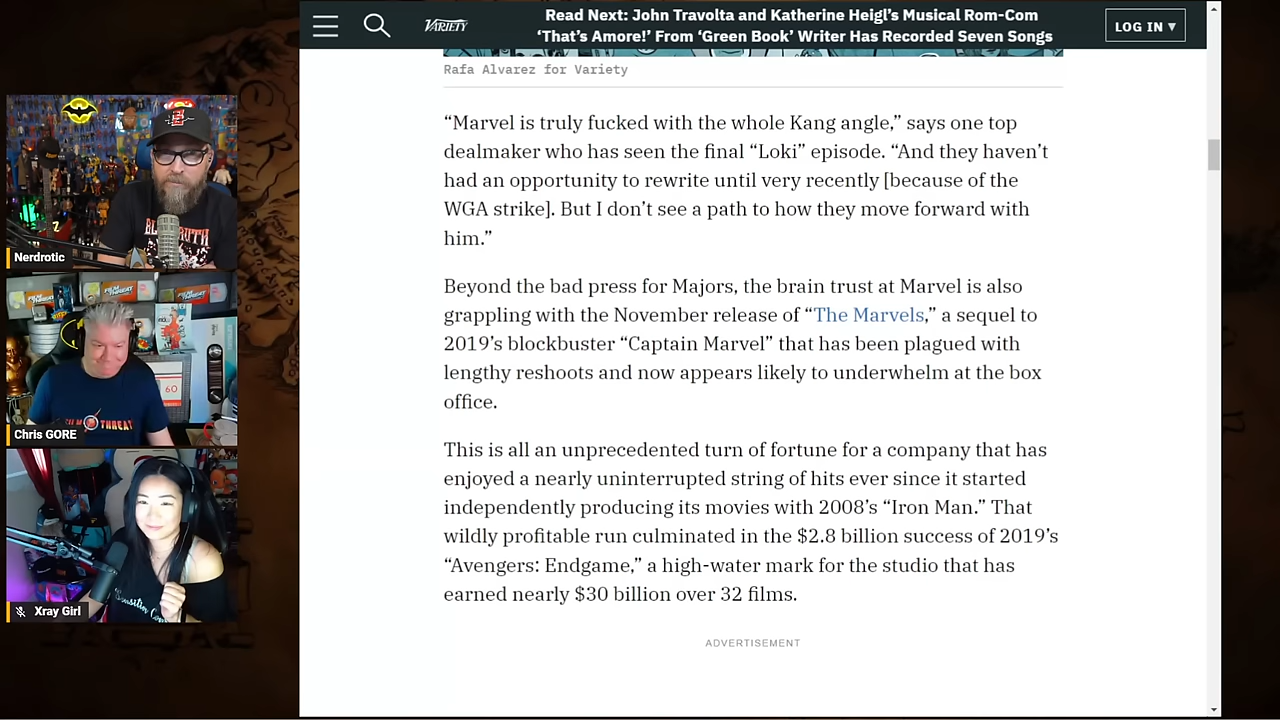 VARIETY
Read Next: John Travolta and Katherine Heigl’s Musical Rom-Com
‘That’s Amore!’ From ‘Green Book’ Writer Has Recorded Seven Songs
LOG IN ▾
Rafa Alvarez for Variety
“Marvel is truly fucked with the whole Kang angle,” says one top
dealmaker who has seen the final “Loki” episode. “And they haven’t
had an opportunity to rewrite until very recently [because of the
WGA strike]. But I don’t see a path to how they move forward with
him.”
Beyond the bad press for Majors, the brain trust at Marvel is also
grappling with the November release of “The Marvels,” a sequel to
2019’s blockbuster “Captain Marvel” that has been plagued with
lengthy reshoots and now appears likely to underwhelm at the box
office.
This is all an unprecedented turn of fortune for a company that has
enjoyed a nearly uninterrupted string of hits ever since it started
independently producing its movies with 2008’s “Iron Man.” That
wildly profitable run culminated in the $2.8 billion success of 2019’s
“Avengers: Endgame,” a high-water mark for the studio that has
earned nearly $30 billion over 32 films.
ADVERTISEMENT
Nerdrotic
FILM THREAT
60
Chris GORE
Xray Girl